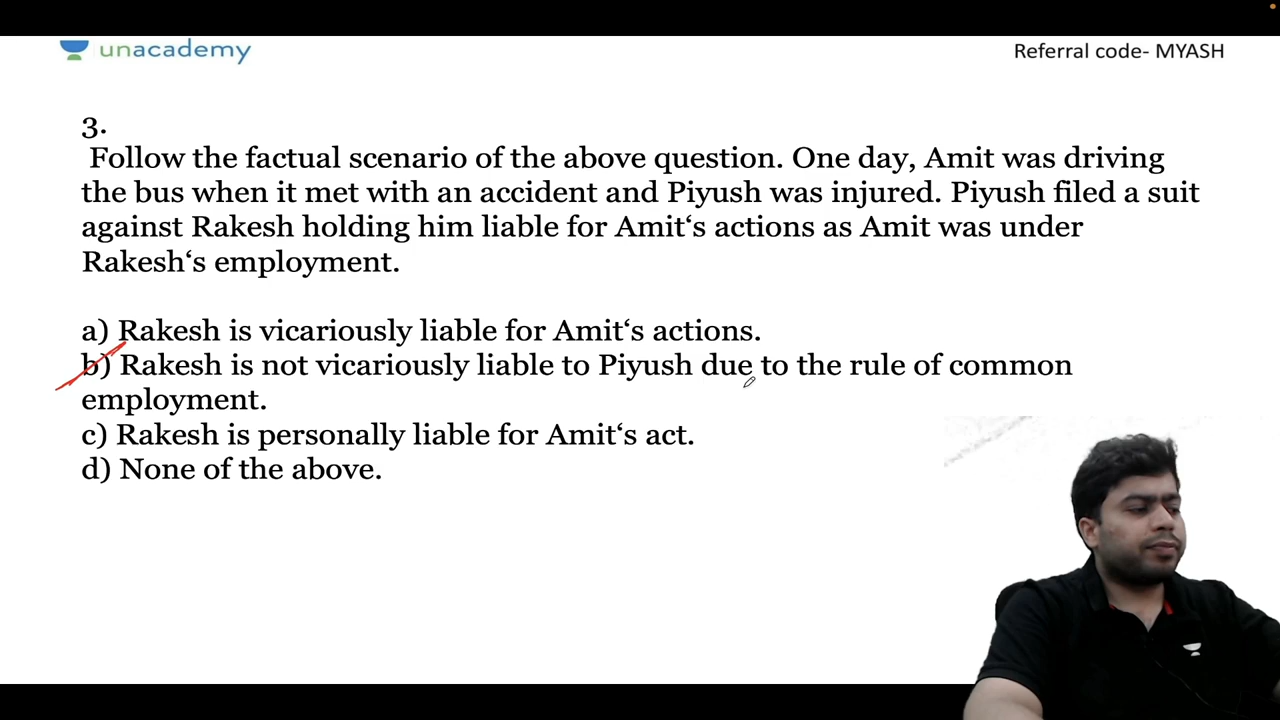 unacademy
Referral code- MYASH
3.
Follow the factual scenario of the above question. One day, Amit was driving
the bus when it met with an accident and Piyush was injured. Piyush filed a suit
against Rakesh holding him liable for Amit‘s actions as Amit was under
Rakesh‘s employment.
a) Rakesh is vicariously liable for Amit‘s actions.
b) Rakesh is not vicariously liable to Piyush due to the rule of common
employment.
c) Rakesh is personally liable for Amit‘s act.
d) None of the above.